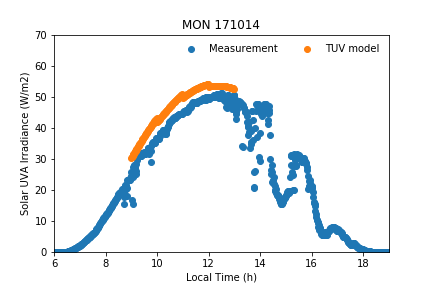 MON 171014
Measurement
TUV model
Solar UVA Irradiance (W/m2)
70
60
50
40
30
20
10
0
6 8 10 12 14 16 18
Local Time (h)